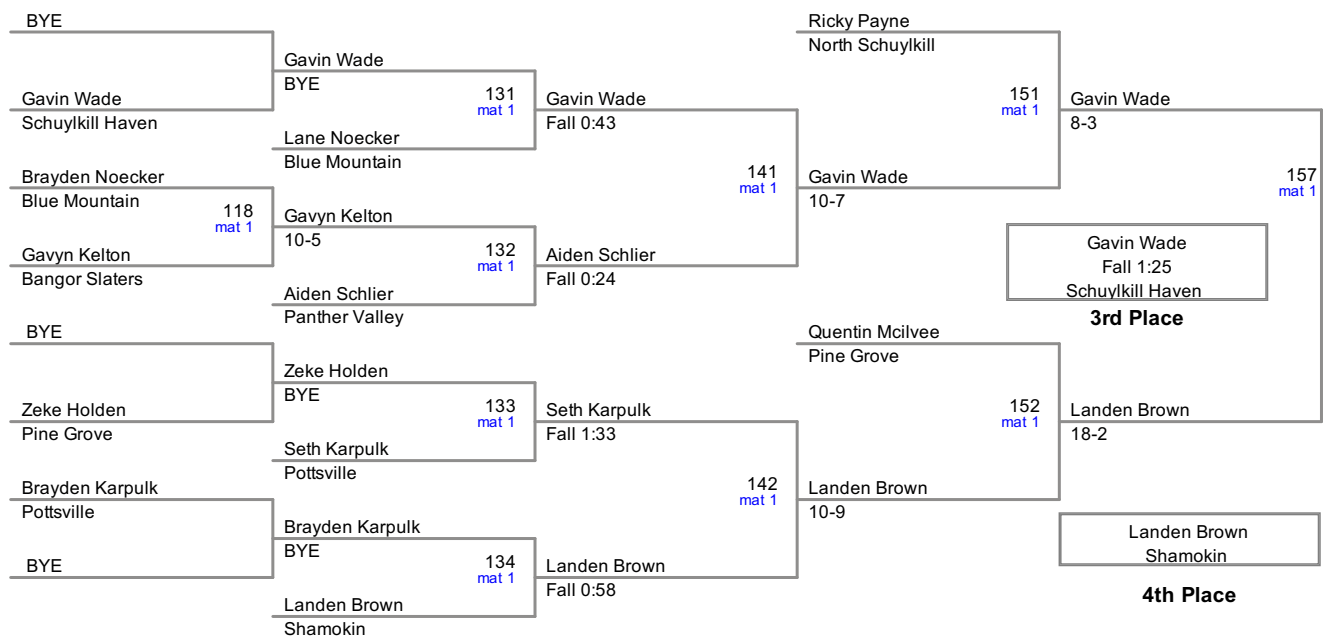 BYE
Gavin Wade
Schuylkill Haven
Brayden Noecker
Blue Mountain
118
mat 1
Gavyn Kelton
Bangor Slaters
BYE
Zeke Holden
Pine Grove
Brayden Karpulk
Pottsville
BYE
Gavin Wade
BYE
131
mat 1
Lane Noecker
Blue Mountain
Gavyn Kelton
10-5
132
mat 1
Aiden Schlier
Panther Valley
Zeke Holden
BYE
133
mat 1
Seth Karpulk
Pottsville
Brayden Karpulk
BYE
134
mat 1
Landen Brown
Shamokin
Gavin Wade
Fall 0:43
141
mat 1
Aiden Schlier
Fall 0:24
Seth Karpulk
Fall 1:33
142
mat 1
Landen Brown
Fall 0:58
Ricky Payne
North Schuylkill
151
mat 1
Gavin Wade
10-7
Quentin Mcilvee
Pine Grove
152
mat 1
Landen Brown
10-9
Gavin Wade
8-3
157
mat 1
Gavin Wade
Fall 1:25
Schuylkill Haven
3rd Place
Landen Brown
18-2
Landen Brown
Shamokin
4th Place